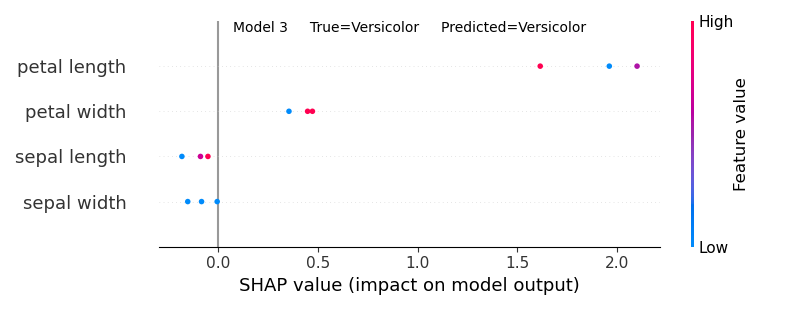 Model 3 True=Versicolor Predicted=Versicolor
High
petal length
petal width
sepal length
sepal width
Feature value
Low
0.0 0.5 1.0 1.5 2.0
SHAP value (impact on model output)